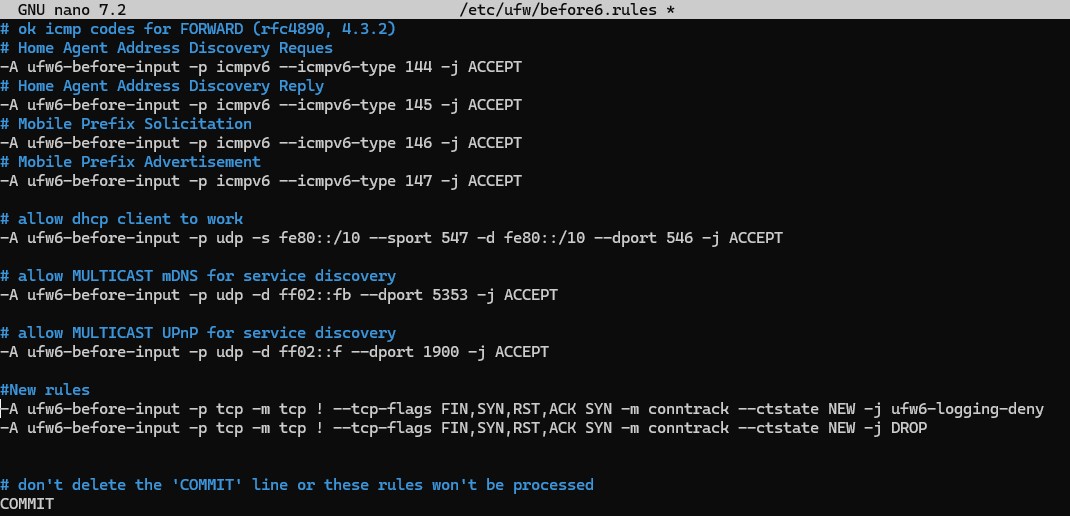 GNU nano 7.2 /etc/ufw/before6.rules *
# ok icmp codes for FORWARD (rfc4890, 4.3.2)
# Home Agent Address Discovery Reques
-A ufw6-before-input -p icmpv6 --icmpv6-type 144 -j ACCEPT
# Home Agent Address Discovery Reply
-A ufw6-before-input -p icmpv6 --icmpv6-type 145 -j ACCEPT
# Mobile Prefix Solicitation
-A ufw6-before-input -p icmpv6 --icmpv6-type 146 -j ACCEPT
# Mobile Prefix Advertisement
-A ufw6-before-input -p icmpv6 --icmpv6-type 147 -j ACCEPT
# allow dhcp client to work
-A ufw6-before-input -p udp -s fe80::/10 --sport 547 -d fe80::/10 --dport 546 -j ACCEPT
# allow MULTICAST mDNS for service discovery
-A ufw6-before-input -p udp -d ff02::fb --dport 5353 -j ACCEPT
# allow MULTICAST UPnP for service discovery
-A ufw6-before-input -p udp -d ff02::f --dport 1900 -j ACCEPT
#New rules
-A ufw6-before-input -p tcp -m tcp ! --tcp-flags FIN,SYN,RST,ACK SYN -m conntrack --ctstate NEW -j ufw6-logging-deny
-A ufw6-before-input -p tcp -m tcp ! --tcp-flags FIN,SYN,RST,ACK SYN -m conntrack --ctstate NEW -j DROP
# don't delete the 'COMMIT' line or these rules won't be processed
COMMIT